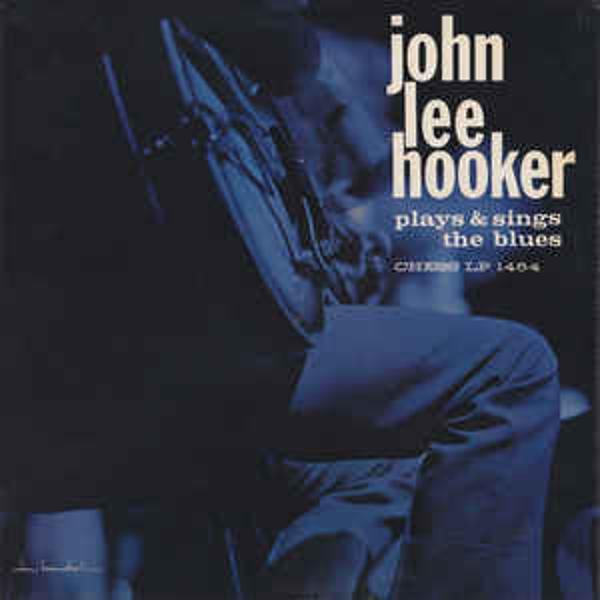 john
lee
hooker
plays & sings
the blues
CHESS LP 1454